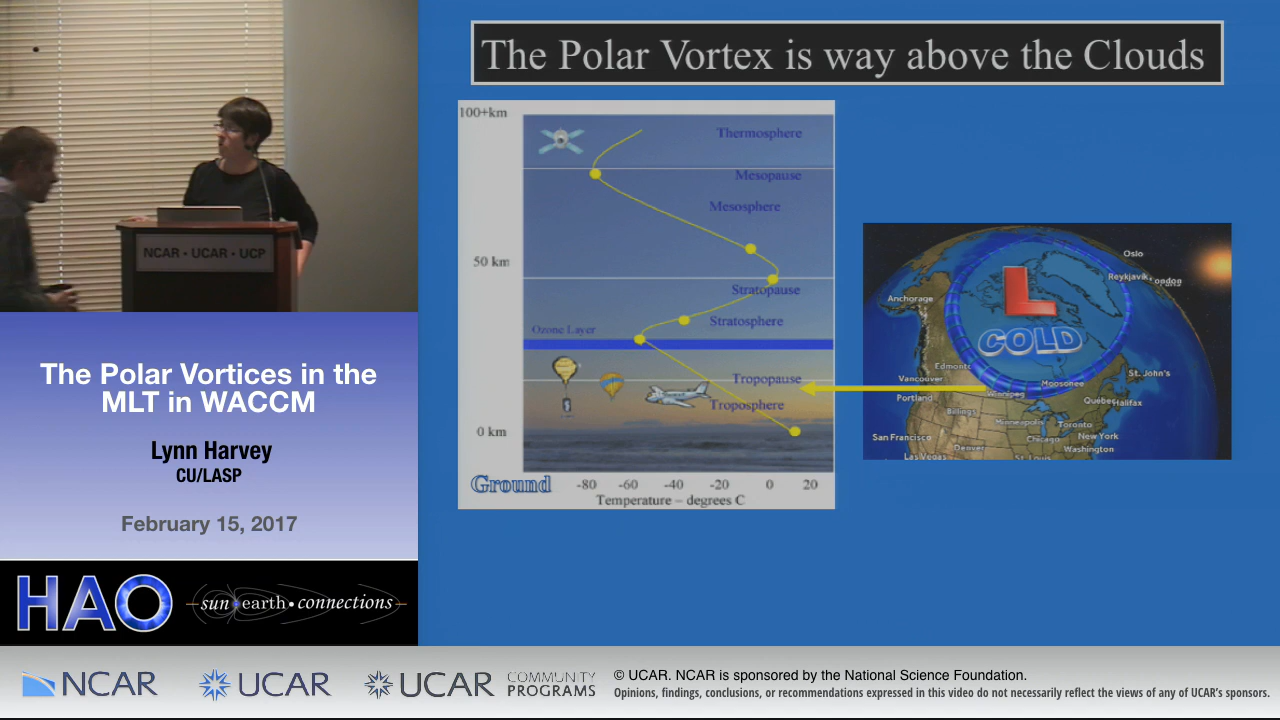 The Polar Vortex is way above the Clouds
100+km
Thermosphere
Mesopause
Mesosphere
50 km
Stratopause
Stratosphere
Ozone Layer
Tropopause
Troposphere
0 km
Ground
-80 -60 -40 -20 0 20
Temperature – degrees C
Oslo
Reykjavik
London
Anchorage
L
COLD
Edmont
Vancouver
Winnipeg
Moosonee
St. John's
Portland
Québec
Halifax
Billings
Minneapolis
Toronto
San Francisco
Chicago
New York
Denver
Washington
Las Vegas
St. Louis
NCAR • UCAR • UCP
The Polar Vortices in the
MLT in WACCM
Lynn Harvey
CU/LASP
February 15, 2017
HAO
sun earth connections
NCAR
UCAR
UCAR
COMMUNITY
PROGRAMS
© UCAR. NCAR is sponsored by the National Science Foundation.
Opinions, findings, conclusions, or recommendations expressed in this video do not necessarily reflect the views of any of UCAR's sponsors.